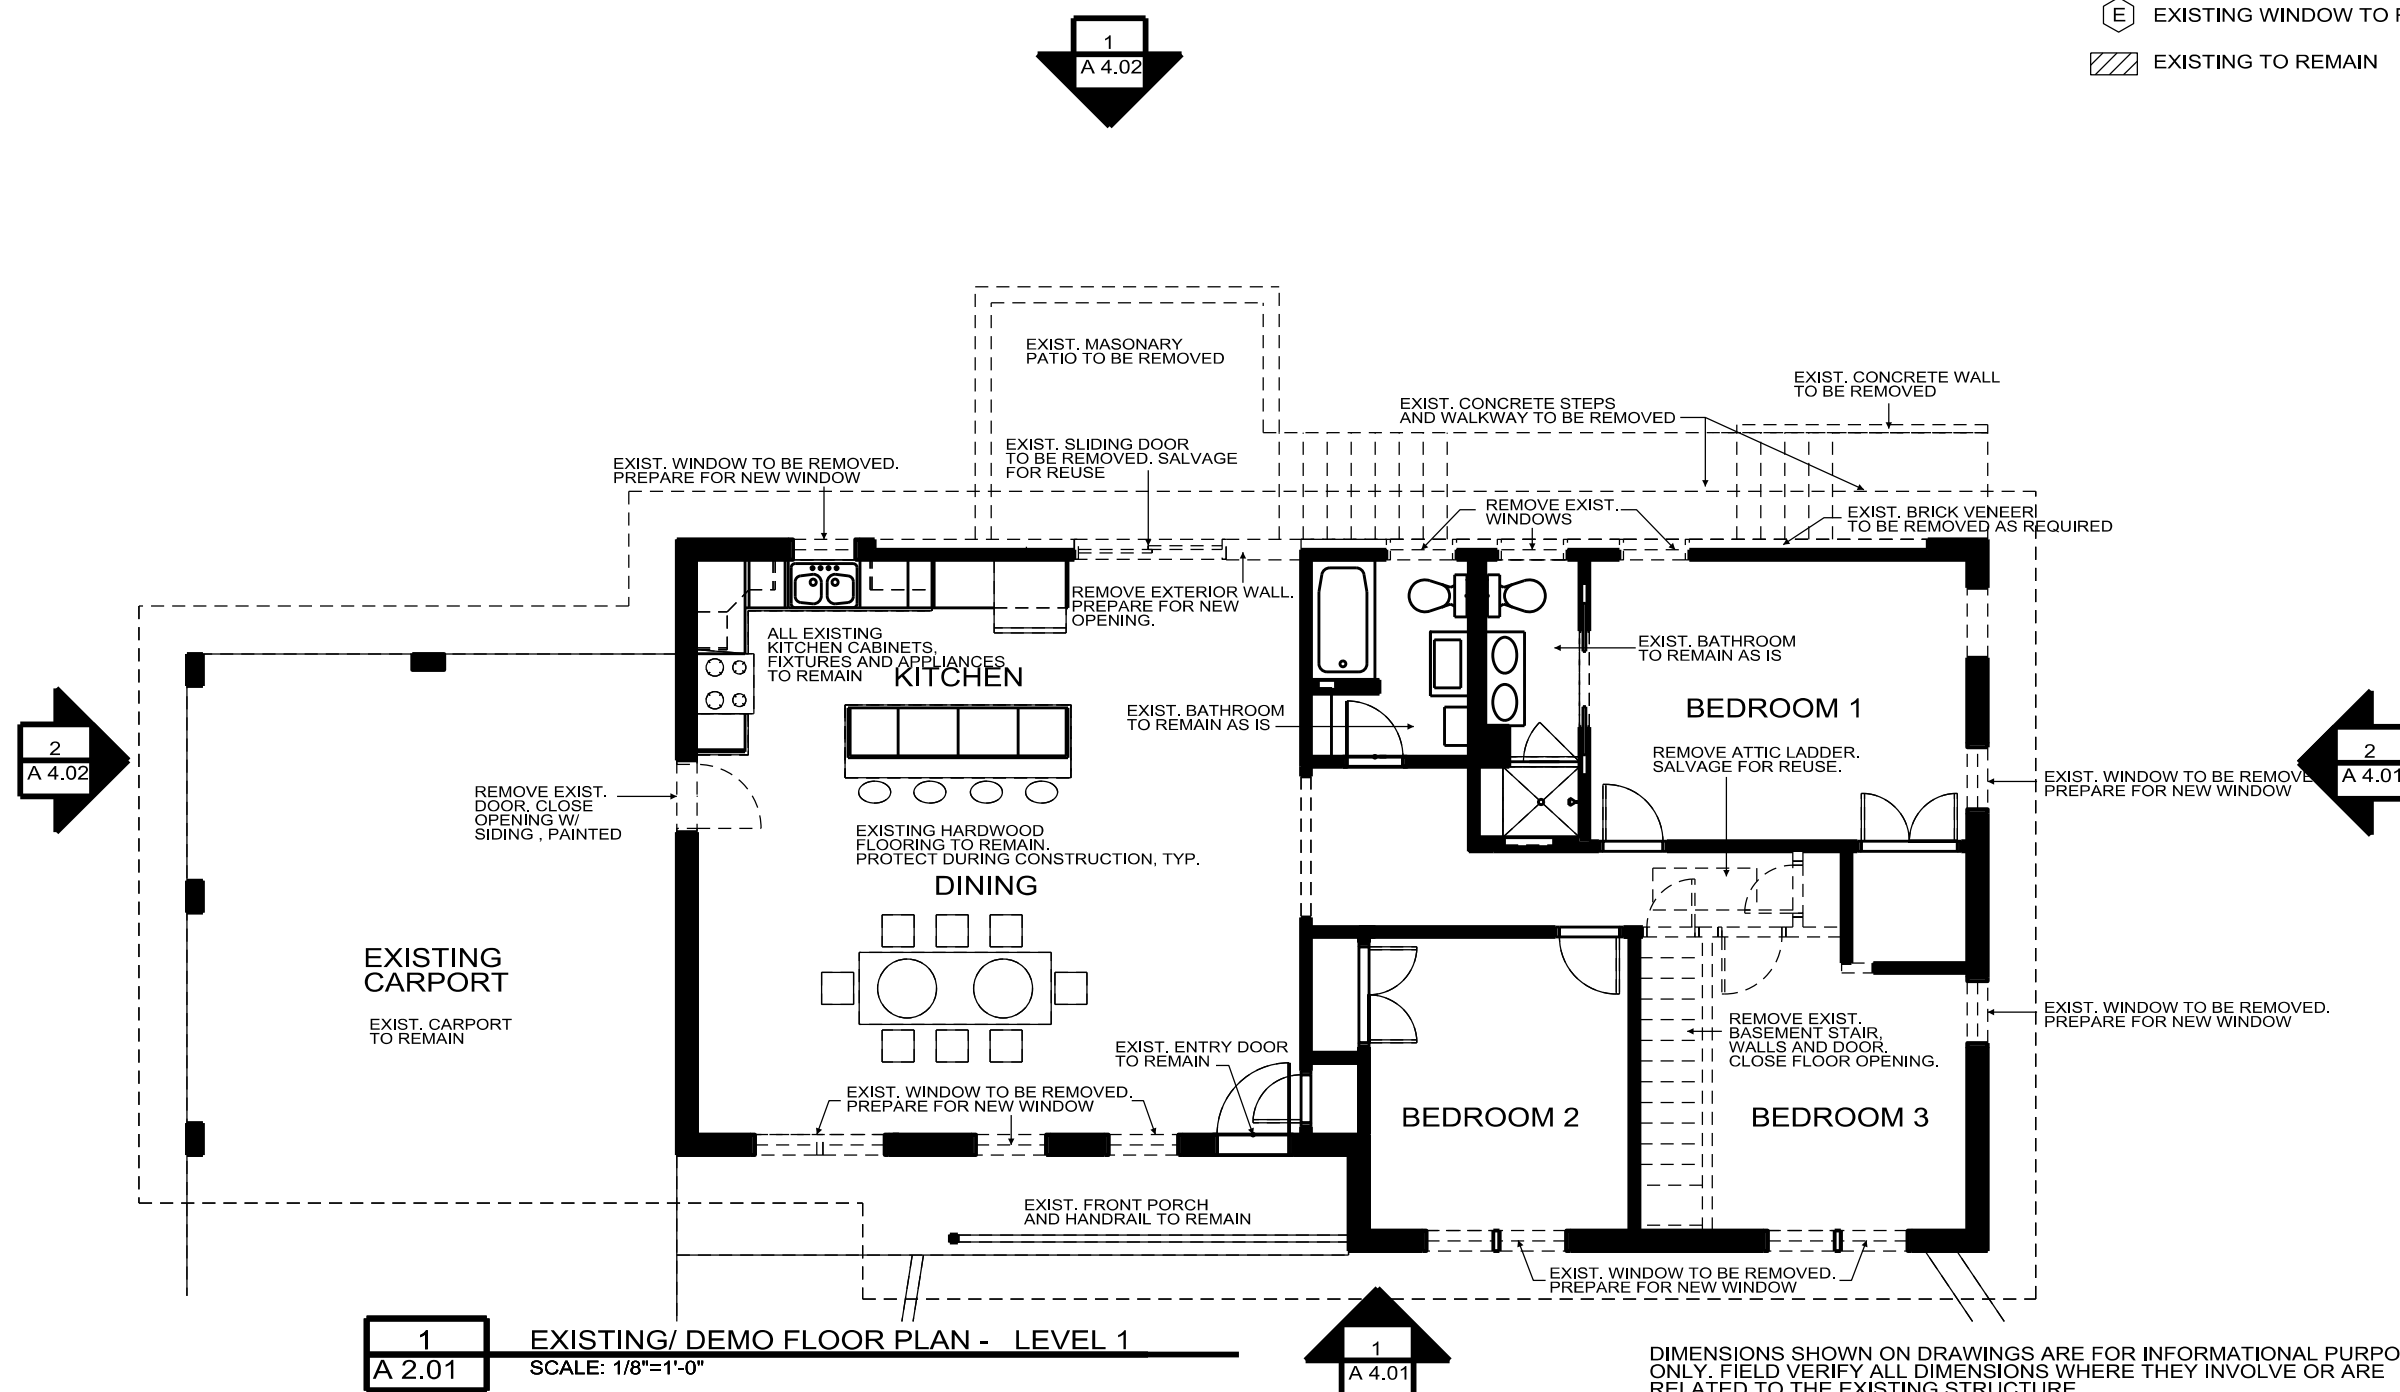 E EXISTING WINDOW TO
EXISTING TO REMAIN
1
A 4.02
EXIST. MASONARY
PATIO TO BE REMOVED
EXIST. CONCRETE WALL
TO BE REMOVED
EXIST. CONCRETE STEPS
AND WALKWAY TO BE REMOVED
EXIST. SLIDING DOOR
TO BE REMOVED. SALVAGE
FOR REUSE
EXIST. WINDOW TO BE REMOVED.
PREPARE FOR NEW WINDOW
REMOVE EXIST.
WINDOWS
EXIST. BRICK VENEER
TO BE REMOVED AS REQUIRED
REMOVE EXTERIOR WALL.
PREPARE FOR NEW
OPENING.
ALL EXISTING
KITCHEN CABINETS,
FIXTURES AND APPLIANCES
TO REMAIN
KITCHEN
EXIST. BATHROOM
TO REMAIN AS IS
EXIST. BATHROOM
TO REMAIN AS IS
BEDROOM 1
REMOVE ATTIC LADDER.
SALVAGE FOR REUSE.
2
A 4.02
2
A 4.01
EXIST. WINDOW TO BE REMOVE
PREPARE FOR NEW WINDOW
REMOVE EXIST.
DOOR. CLOSE
OPENING W/
SIDING , PAINTED
EXISTING HARDWOOD
FLOORING TO REMAIN.
PROTECT DURING CONSTRUCTION, TYP.
DINING
EXISTING
CARPORT
EXIST. CARPORT
TO REMAIN
EXIST. WINDOW TO BE REMOVED.
PREPARE FOR NEW WINDOW
REMOVE EXIST.
BASEMENT STAIR,
WALLS AND DOOR.
CLOSE FLOOR OPENING.
EXIST. ENTRY DOOR
TO REMAIN
EXIST. WINDOW TO BE REMOVED.
PREPARE FOR NEW WINDOW
BEDROOM 2
BEDROOM 3
EXIST. FRONT PORCH
AND HANDRAIL TO REMAIN
EXIST. WINDOW TO BE REMOVED.
PREPARE FOR NEW WINDOW
1
A 2.01
EXISTING/ DEMO FLOOR PLAN - LEVEL 1
SCALE: 1/8"=1'-0"
1
A 4.01
DIMENSIONS SHOWN ON DRAWINGS ARE FOR INFORMATIONAL PURPO
ONLY. FIELD VERIFY ALL DIMENSIONS WHERE THEY INVOLVE OR ARE
RELATED TO THE EXISTING STRUCTURE